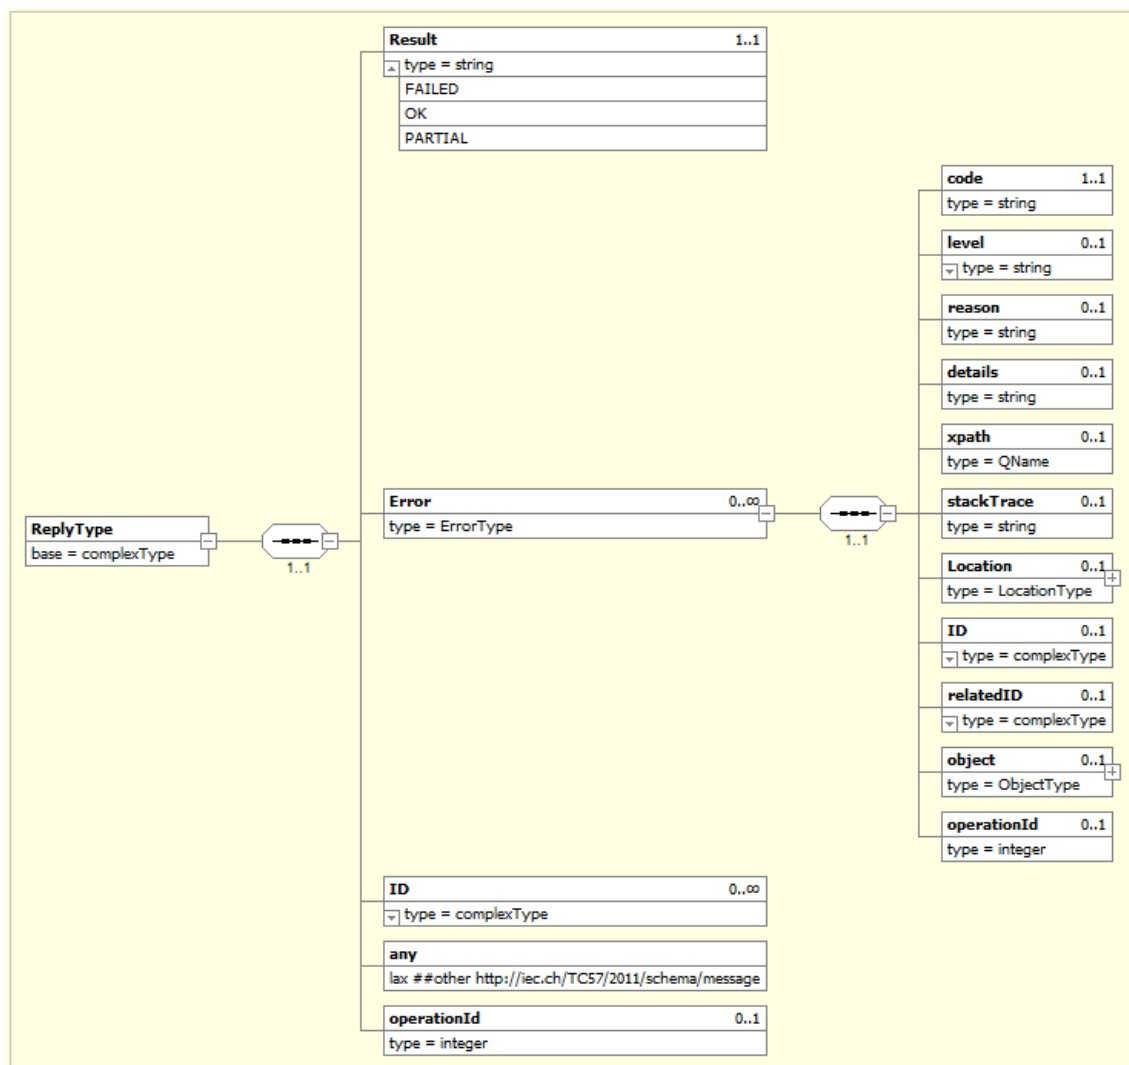 Result 1..1
type = string
FAILED
OK
PARTIAL
code 1..1
type = string
level 0..1
type = string
reason 0..1
type = string
details 0..1
type = string
xpath 0..1
type = QName
ReplyType
base = complexType
1..1
Error 0..∞
type = ErrorType
1..1
stackTrace 0..1
type = string
Location 0..1
type = LocationType
ID 0..1
type = complexType
relatedID 0..1
type = complexType
object 0..1
type = ObjectType
operationId 0..1
type = integer
ID 0..∞
type = complexType
any
lax ##other http://iec.ch/TC57/2011/schema/message
operationId 0..1
type = integer